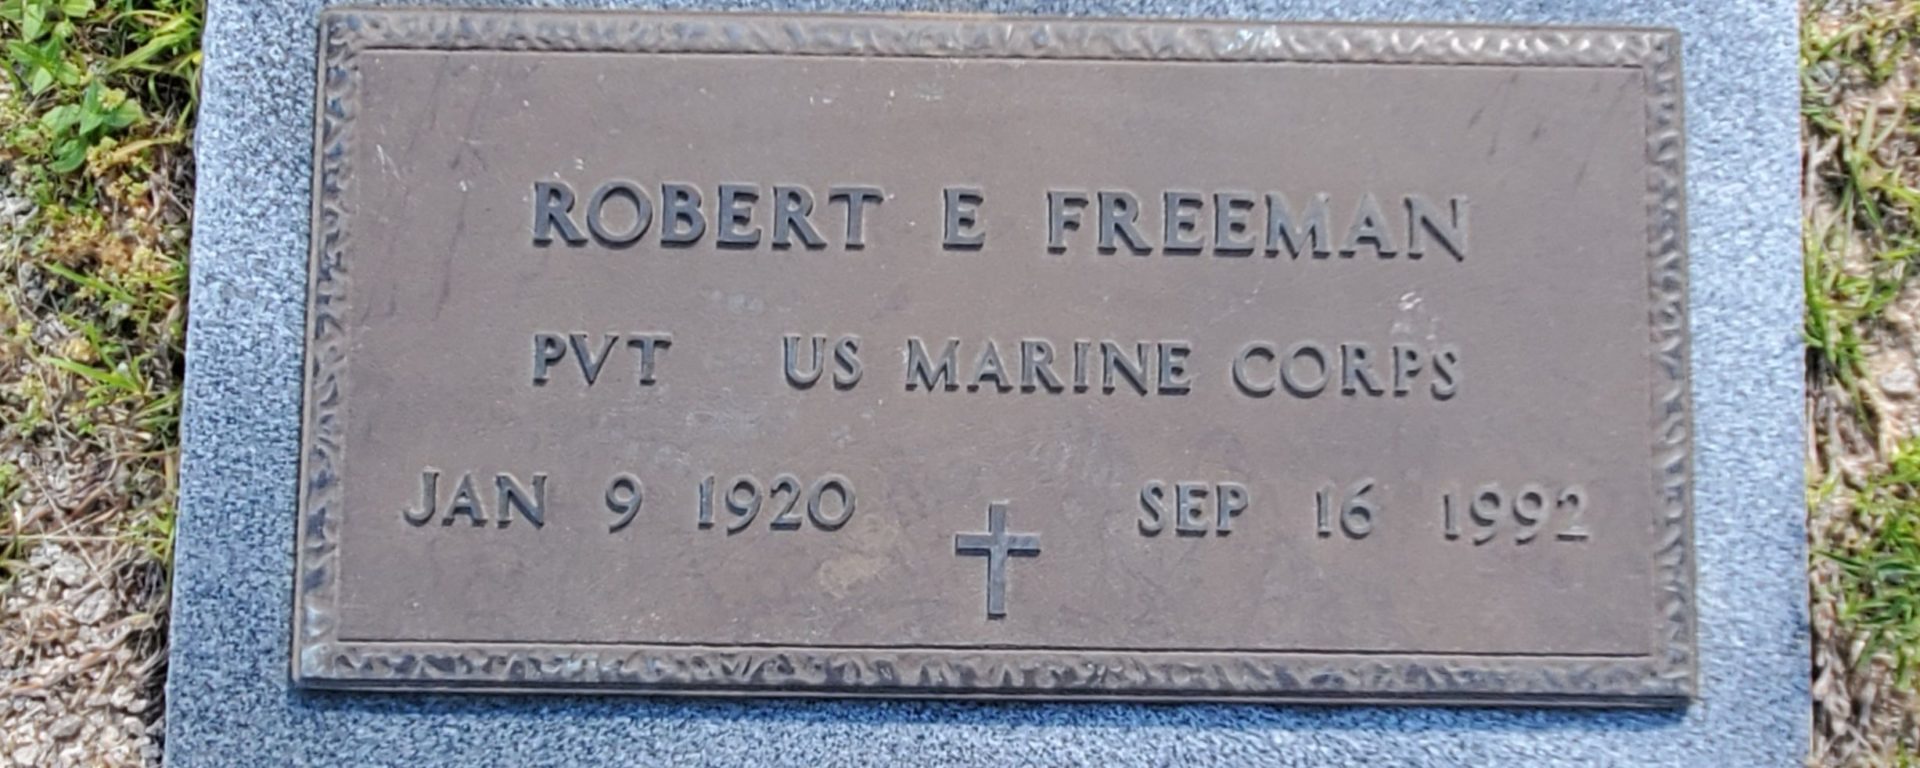 ROBERT E FREEMAN
PVT US MARINE CORPS
JAN 9 1920 SEP 16 1992